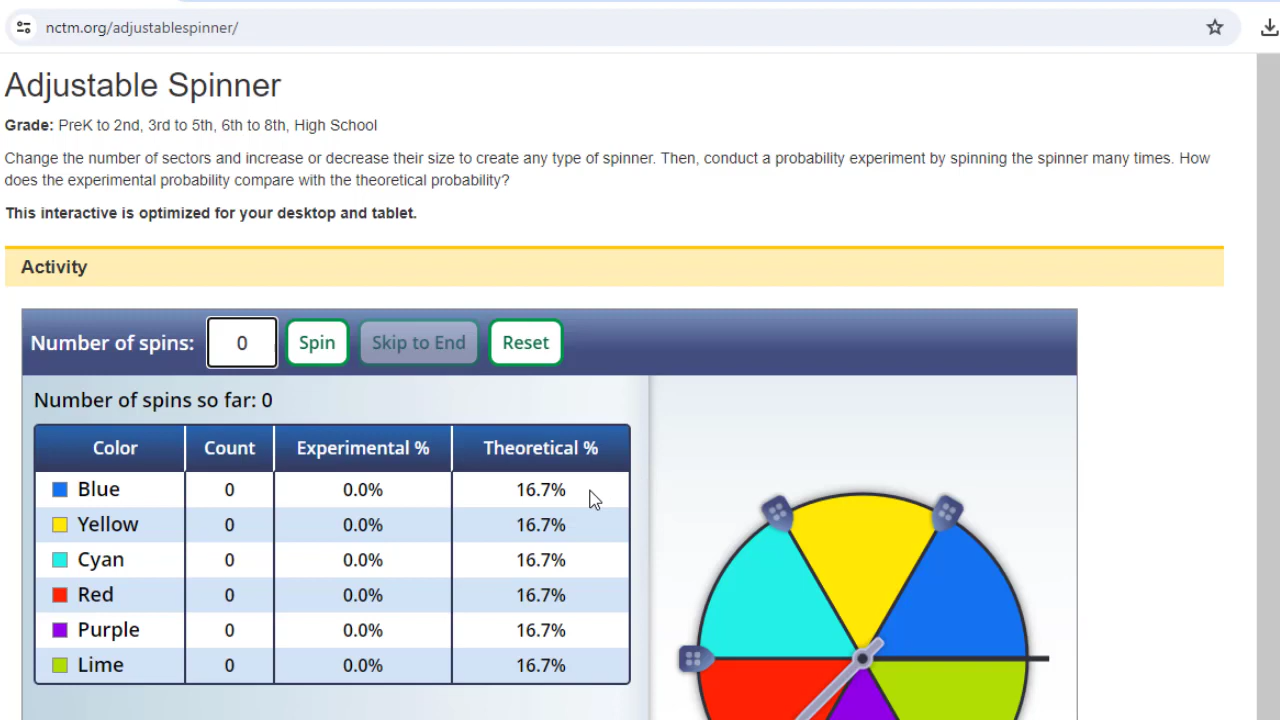 nctm.org/adjustablespinner/
Adjustable Spinner
Grade: PreK to 2nd, 3rd to 5th, 6th to 8th, High School
Change the number of sectors and increase or decrease their size to create any type of spinner. Then, conduct a probability experiment by spinning the spinner many times. How
does the experimental probability compare with the theoretical probability?
This interactive is optimized for your desktop and tablet.
Activity
Number of spins: 0 Spin Skip to End Reset
Number of spins so far: 0
Color Count Experimental % Theoretical %
Blue 0 0.0% 16.7%
Yellow 0 0.0% 16.7%
Cyan 0 0.0% 16.7%
Red 0 0.0% 16.7%
Purple 0 0.0% 16.7%
Lime 0 0.0% 16.7%